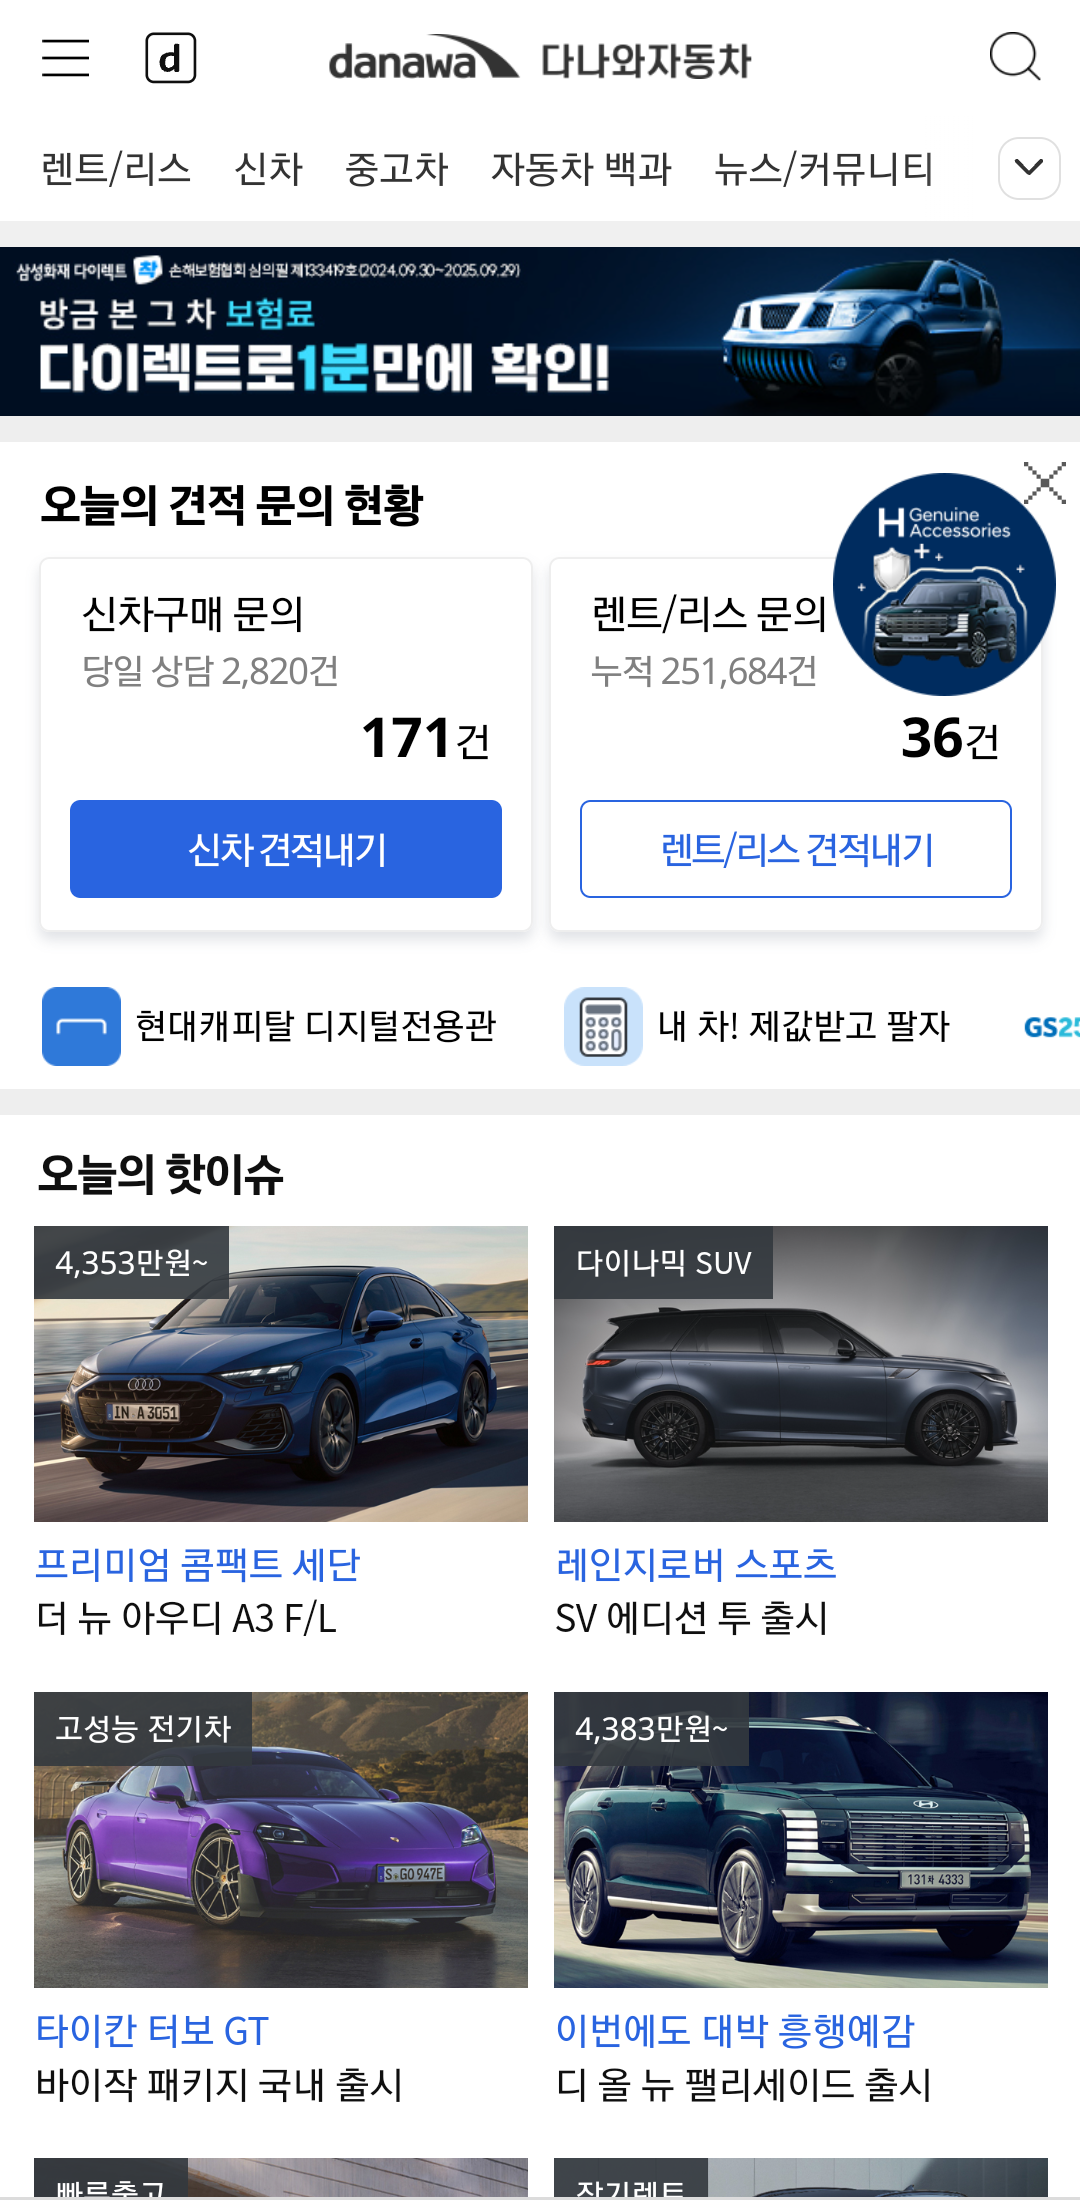 d
danawa 다나와자동차
렌트/리스 신차 중고차 자동차 백과 뉴스/커뮤니티
삼성화재 다이렉트 착 손해보험협회 심의필 제133419호(2024.09.30~2025.09.29)
방금 본 그 차 보험료
다이렉트로1분만에 확인!
오늘의 견적 문의 현황
H Genuine
Accessories
신차구매 문의
당일 상담 2,820건
171건
신차 견적내기
렌트/리스 문의
누적 251,684건
36건
렌트/리스 견적내기
현대캐피탈 디지털전용관
내 차! 제값받고 팔자
GS25
오늘의 핫이슈
4,353만원~
IN A 3051
프리미엄 콤팩트 세단
더 뉴 아우디 A3 F/L
다이나믹 SUV
레인지로버 스포츠
SV 에디션 투 출시
고성능 전기차
S GO 947E
타이칸 터보 GT
바이작 패키지 국내 출시
4,383만원~
이번에도 대박 흥행예감
디 올 뉴 팰리세이드 출시
빠른출고
장기렌트